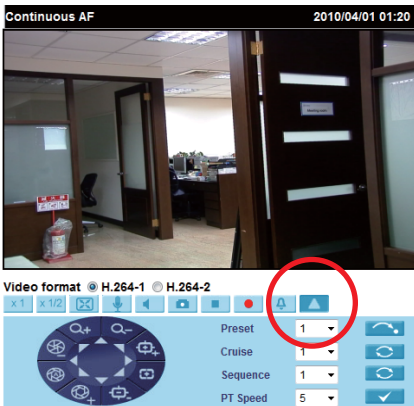 Continuous AF 2010/04/01 01:20
Video format H.264-1 H.264-2
x 1 x 1/2
Preset 1
Cruise 1
Sequence 1
PT Speed 5